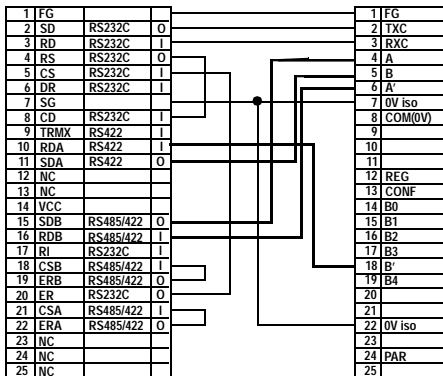 1 FG
2 SD RS232C O
3 RD RS232C I
4 RS RS232C O
5 CS RS232C I
6 DR RS232C I
7 SG
8 CD RS232C I
9 TRMX RS422 I
10 RDA RS422 I
11 SDA RS422 O
12 NC
13 NC
14 VCC
15 SDB RS485/422 O
16 RDB RS485/422 I
17 RI RS232C I
18 CSB RS485/422 I
19 ERB RS485/422 O
20 ER RS232C O
21 CSA RS485/422 I
22 ERA RS485/422 O
23 NC
24 NC
25 NC
1 FG
2 TXC
3 RXC
4 A
5 B
6 A'
7 0V iso
8 COM(0V)
9
10
11
12 REG
13 CONF
14 B0
15 B1
16 B2
17 B3
18 B'
19 B4
20
21
22 0V iso
23
24 PAR
25